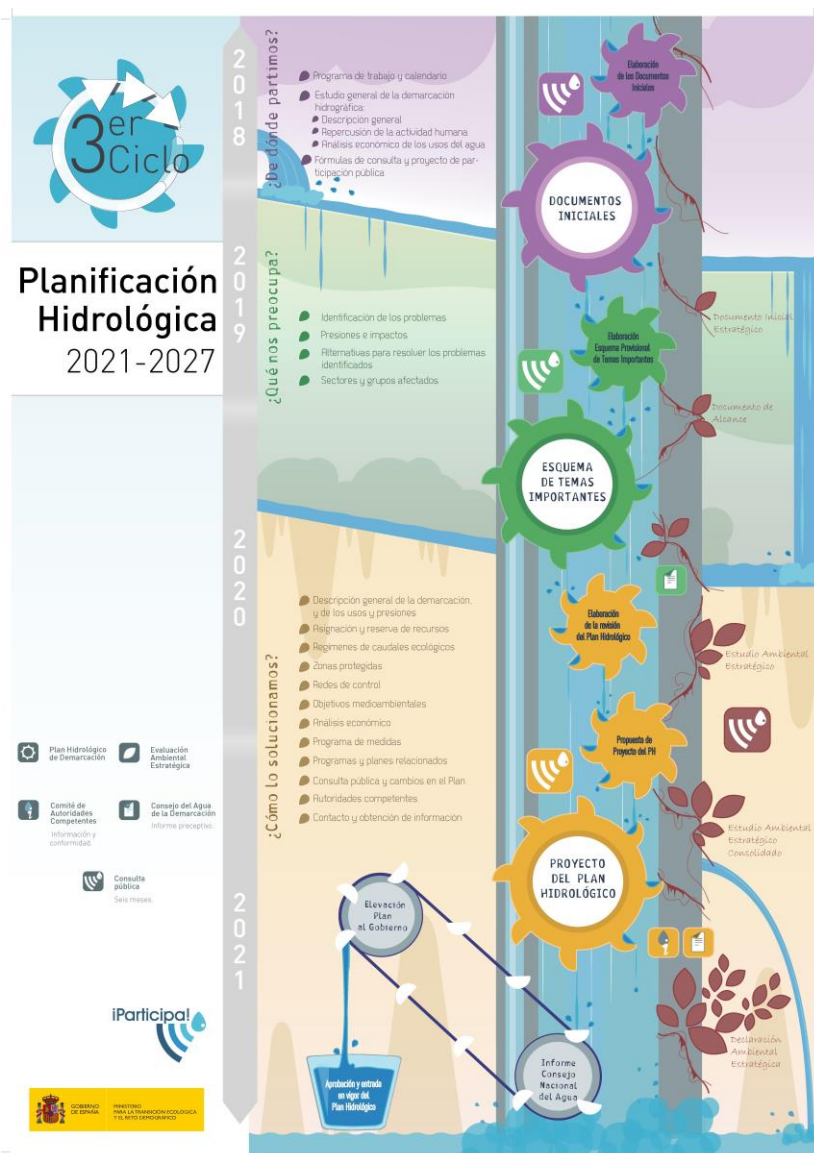 3er
Ciclo
Planificación
Hidrológica
2021-2027
2018
¿De dónde partimos?
Programa de trabajo y calendario
Estudio general de la demarcación
hidrográfica:
Descripción general
Repercusión de la actividad humana
Análisis económico de los usos del agua
Fórmulas de consulta y proyecto de par-
ticipación pública
Elaboración
de los Documentos
Iniciales
DOCUMENTOS
INICIALES
2019
¿Qué nos preocupa?
Identificación de los problemas
Presiones e impactos
Alternativas para resolver los problemas
identificados
Sectores y grupos afectados
Elaboración
Esquema Provisional
de Temas Importantes
Documento Inicial
Estratégico
Documento de
Alcance
ESQUEMA
DE TEMAS
IMPORTANTES
2020
¿Cómo lo solucionamos?
Descripción general de la demarcación,
y de los usos y presiones
Asignación y reserva de recursos
Regímenes de caudales ecológicos
Zonas protegidas
Redes de control
Objetivos medioambientales
Análisis económico
Programa de medidas
Programas y planes relacionados
Consulta pública y cambios en el Plan
Autoridades competentes
Contacto y obtención de información
Elaboración
de la revisión
del Plan Hidrológico
Estudio Ambiental
Estratégico
Propuesta de
Proyecto del PH
Estudio Ambiental
Estratégico
Consolidado
PROYECTO
DEL PLAN
HIDROLÓGICO
2021
Elevación
Plan
al Gobierno
Informe
Consejo
Nacional
del Agua
Aprobación y entrada
en vigor del
Plan Hidrológico
Declaración
Ambiental
Estratégica
Plan Hidrológico
de Demarcación
Evaluación
Ambiental
Estratégica
Comité de
Autoridades
Competentes
Información y
conformidad.
Consejo del Agua
de la Demarcación
Informe preceptivo.
Consulta
pública
Seis meses.
¡Participa!
GOBIERNO
DE ESPAÑA
MINISTERIO
PARA LA TRANSICIÓN ECOLÓGICA
Y EL RETO DEMOGRÁFICO